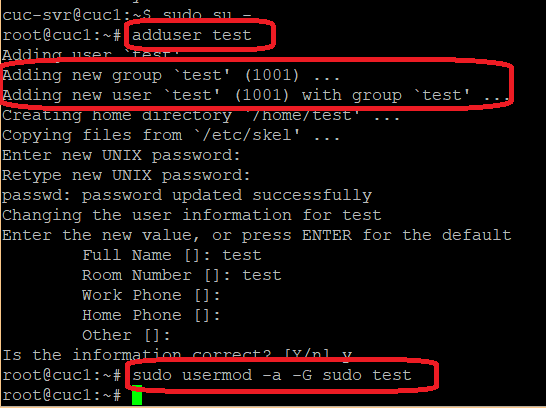 cuc-svr@cuc1:~$ sudo su -
root@cuc1:~# adduser test
Adding user `test'
Adding new group `test' (1001) ...
Adding new user `test' (1001) with group `test' ...
Creating home directory `/home/test' ...
Copying files from `/etc/skel' ...
Enter new UNIX password:
Retype new UNIX password:
passwd: password updated successfully
Changing the user information for test
Enter the new value, or press ENTER for the default
Full Name []: test
Room Number []: test
Work Phone []:
Home Phone []:
Other []:
Is the information correct? [Y/n] y
root@cuc1:~# sudo usermod -a -G sudo test
root@cuc1:~#